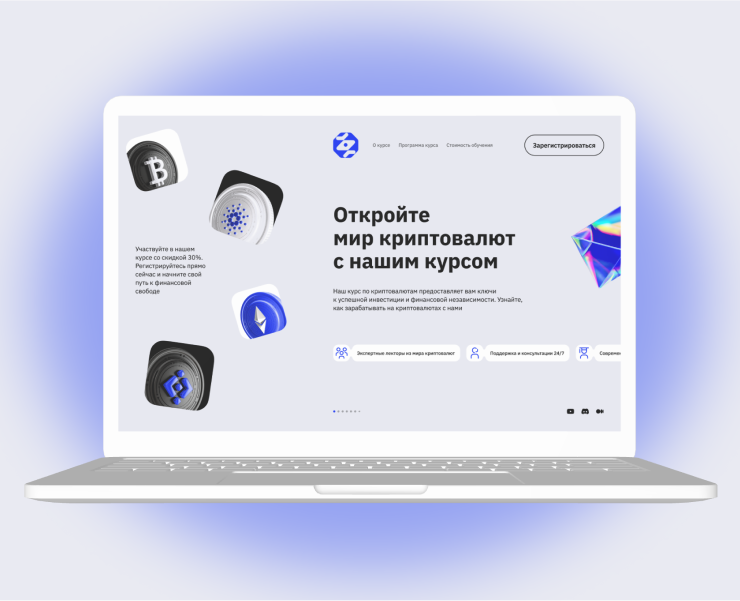 О курсе
Программа курса
Стоимость обучения
Зарегистрироваться
Откройте
мир криптовалют
с нашим курсом
Участвуйте в нашем
курсе со скидкой 30%.
Регистрируйтесь прямо
сейчас и начните свой
путь к финансовой
свободе
Наш курс по криптовалютам предоставляет вам ключи
к успешной инвестиции и финансовой независимости. Узнайте,
как зарабатывать на криптовалютах с нами
Экспертные лекторы из мира криптовалют
Поддержка и консультации 24/7
Современ